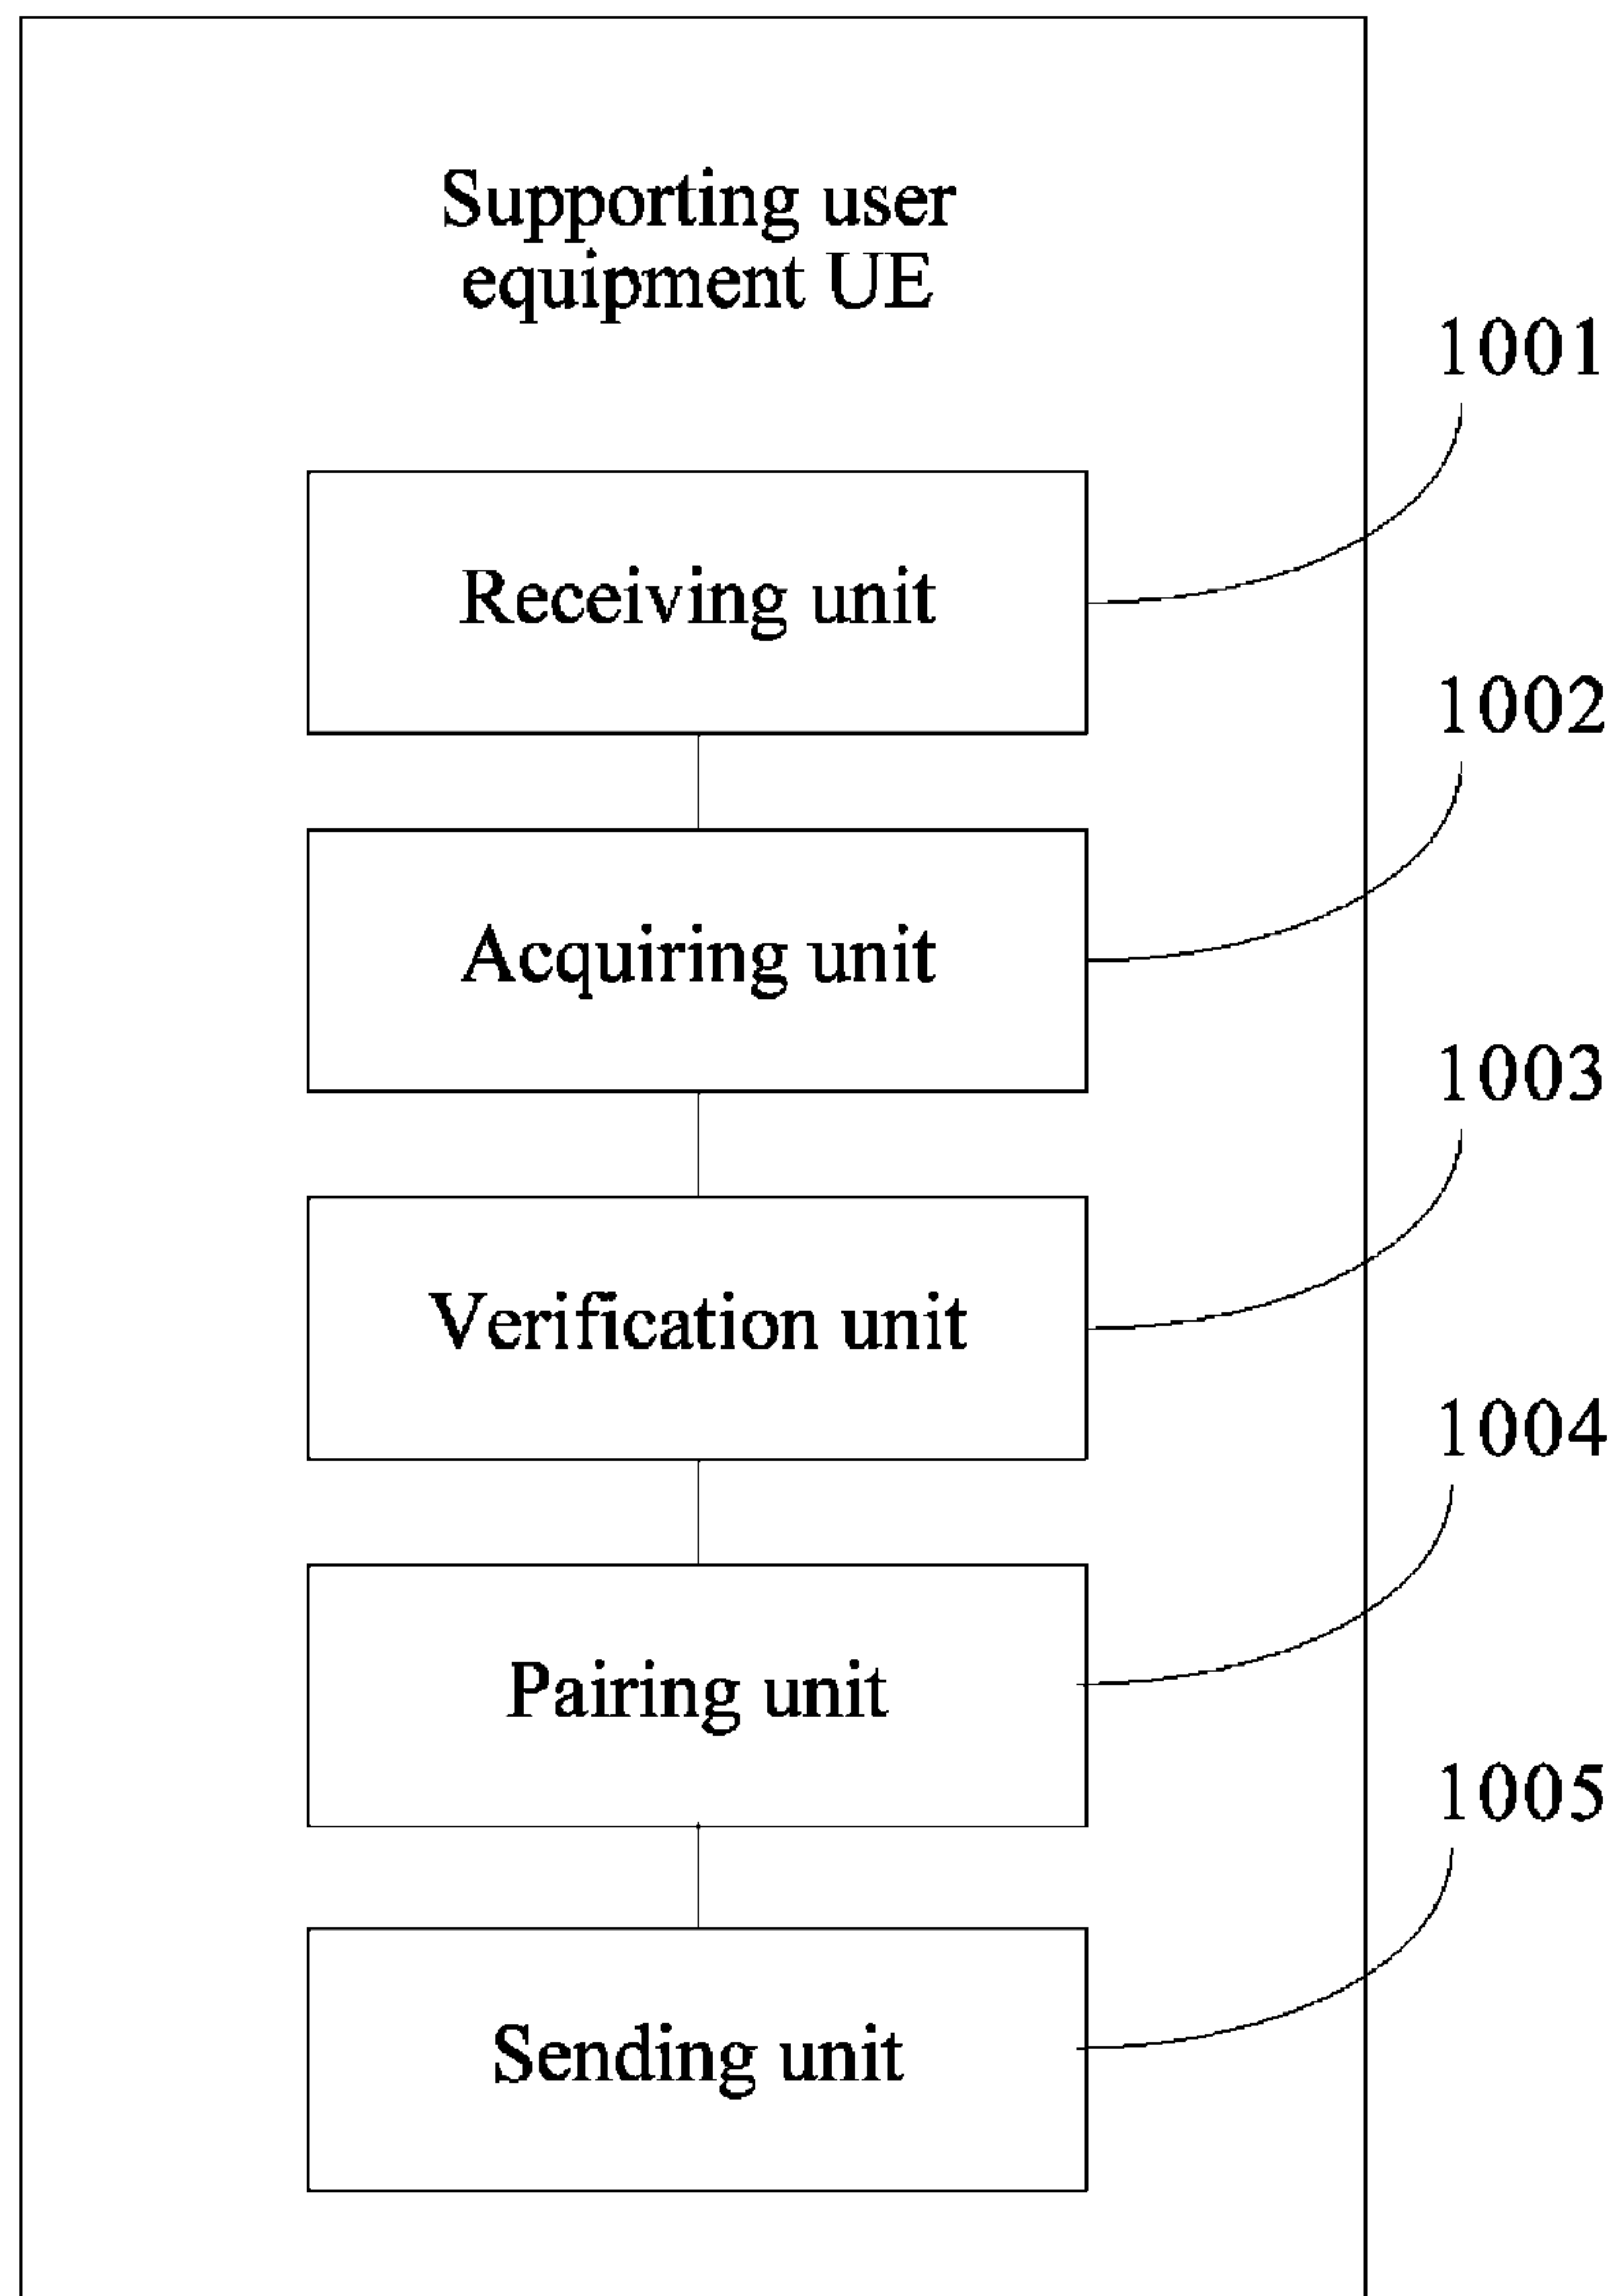 Supporting user
equipment UE
1001
Receiving unit
1002
Acquiring unit
1003
Verification unit
1004
Pairing unit
1005
Sending unit